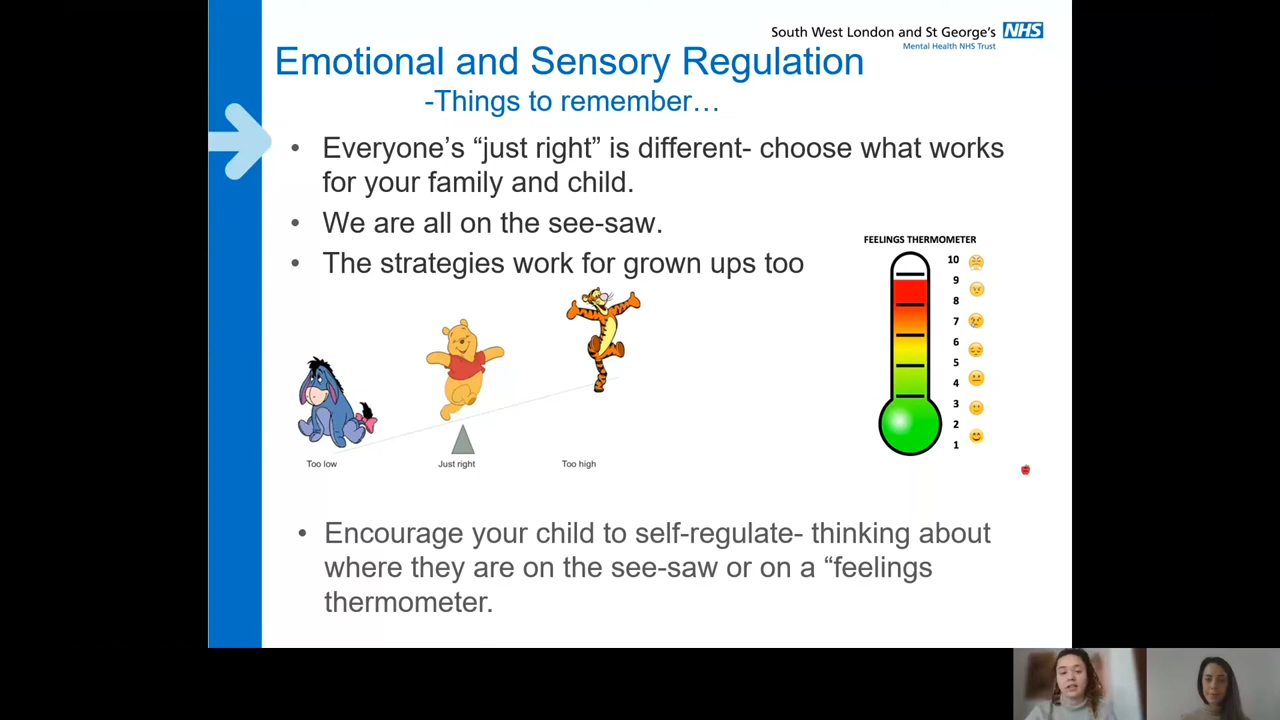 South West London and St George's NHS
Mental Health NHS Trust
Emotional and Sensory Regulation
-Things to remember…
• Everyone's “just right” is different- choose what works
for your family and child.
• We are all on the see-saw.
• The strategies work for grown ups too
FEELINGS THERMOMETER
10
9
8
7
6
5
4
3
2
1
Too low
Just right
Too high
• Encourage your child to self-regulate- thinking about
where they are on the see-saw or on a “feelings
thermometer.